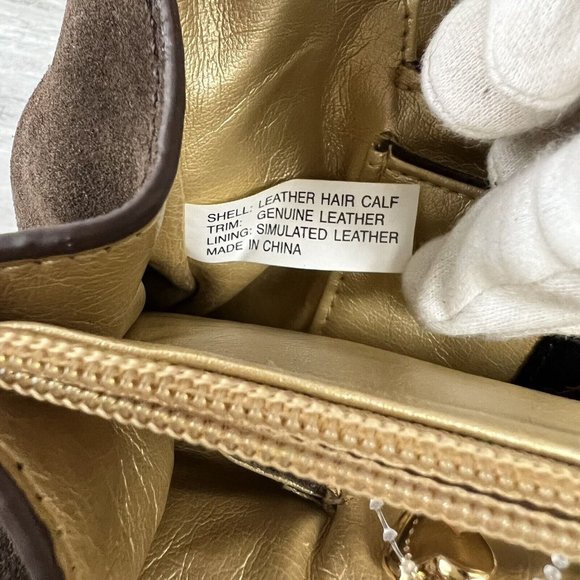 SHELL: LEATHER HAIR CALF
TRIM: GENUINE LEATHER
LINING: SIMULATED LEATHER
MADE IN CHINA